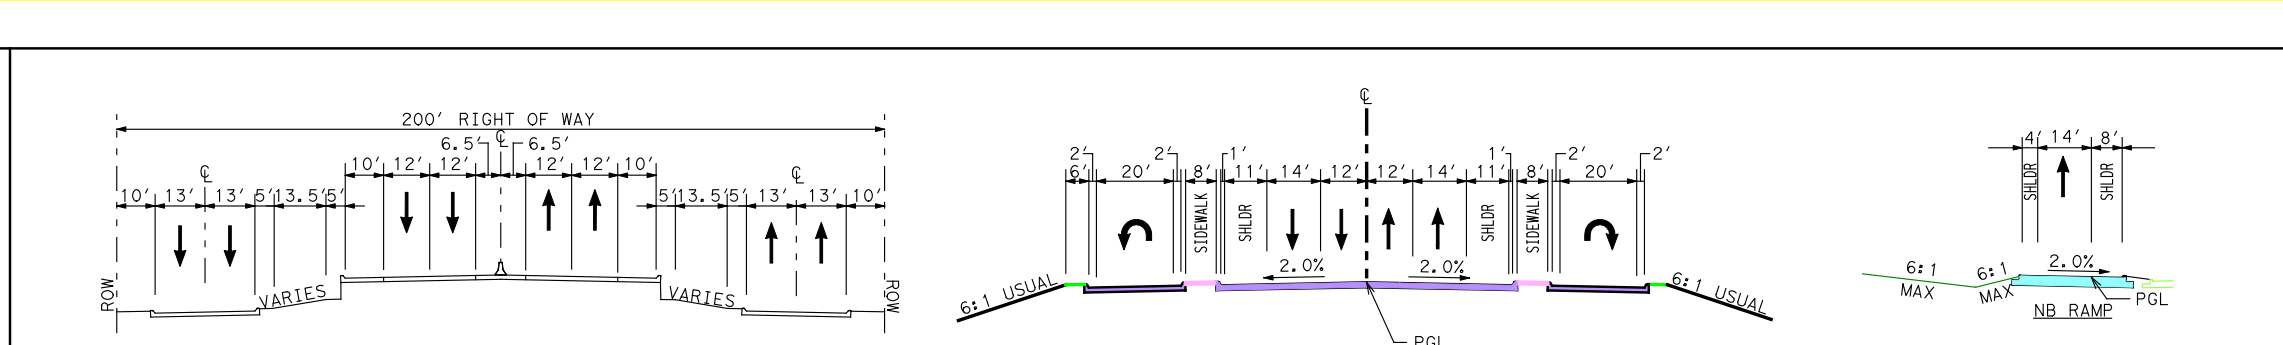 200' RIGHT OF WAY
℄
6.5' 6.5'
10' 12' 12' 12' 12' 10'
℄ ℄
10' 13' 13' 5' 13.5' 5' 5' 13.5' 5' 13' 13' 10'
ROW
VARIES
VARIES
ROW
℄
2' 2' 1' 1' 2' 2'
6' 20' 8' 11' 14' 12' 12' 14' 11' 8' 20'
SIDEWALK
SHLDR
SHLDR
SIDEWALK
2.0% 2.0%
6:1 USUAL
6:1 USUAL
PGL
4' 14' 8'
SHLDR
SHLDR
6:1
MAX
6:1
MAX
2.0%
PGL
NB RAMP